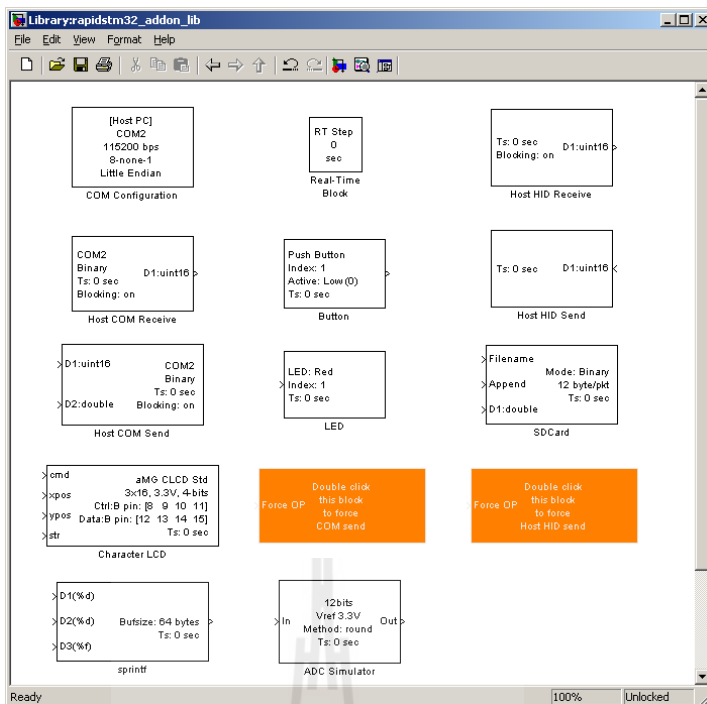 Library:rapidstm32_addon_lib
File Edit View Format Help
[Host PC]
COM2
115200 bps
8-none-1
Little Endian
COM Configuration
RT Step
0
sec
Real-Time
Block
Ts: 0 sec
Blocking: on
D1:uint16
Host HID Receive
COM2
Binary
Ts: 0 sec
Blocking: on
D1:uint16
Host COM Receive
Push Button
Index: 1
Active: Low (0)
Ts: 0 sec
Button
Ts: 0 sec
D1:uint16
Host HID Send
D1:uint16
D2:double
COM2
Binary
Ts: 0 sec
Blocking: on
Host COM Send
LED: Red
Index: 1
LED
Filename
Append
D1:double
Mode: Binary
12 byte/pkt
Ts: 0 sec
SDCard
cmd
xpos
ypos
str
aMG CLCD Std
3x16, 3.3V, 4-bits
Ctrl:B pin: [8 9 10 11]
Data:B pin: [12 13 14 15]
Ts: 0 sec
Character LCD
Force OP
Double click
this block
to force
COM send
Force OP
Double click
this block
to force
Host HID send
D1(%d)
D2(%d)
D3(%f)
Bufsize: 64 bytes
Ts: 0 sec
sprintf
In
12bits
Vref 3.3V
Method: round
Ts: 0 sec
Out
ADC Simulator
Ready
100%
Unlocked